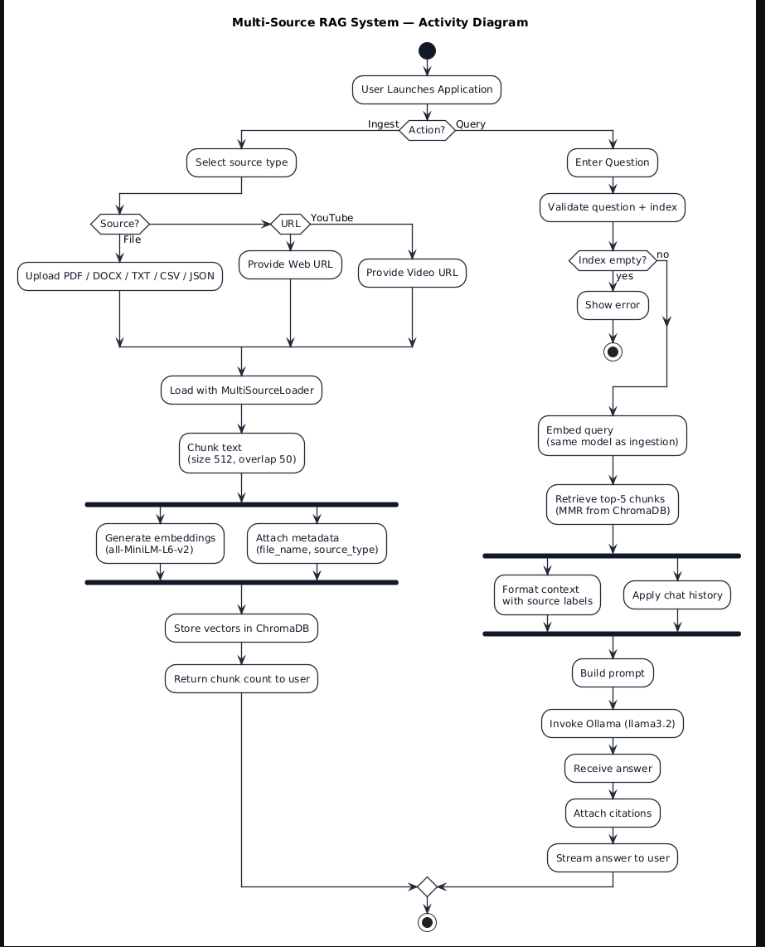 Multi-Source RAG System — Activity Diagram
User Launches Application
Ingest
Action?
Query
Select source type
Source?
File
URL
YouTube
Upload PDF / DOCX / TXT / CSV / JSON
Provide Web URL
Provide Video URL
Load with MultiSourceLoader
Chunk text
(size 512, overlap 50)
Generate embeddings
(all-MiniLM-L6-v2)
Attach metadata
(file_name, source_type)
Store vectors in ChromaDB
Return chunk count to user
Enter Question
Validate question + index
Index empty?
no
yes
Show error
Embed query
(same model as ingestion)
Retrieve top-5 chunks
(MMR from ChromaDB)
Format context
with source labels
Apply chat history
Build prompt
Invoke Ollama (llama3.2)
Receive answer
Attach citations
Stream answer to user